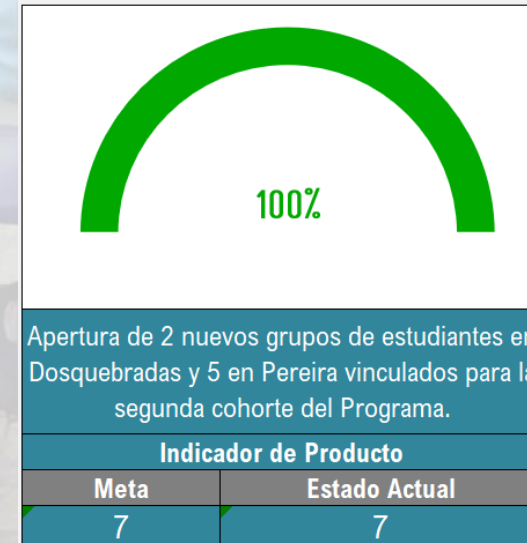 100%
Apertura de 2 nuevos grupos de estudiantes en
Dosquebradas y 5 en Pereira vinculados para la
segunda cohorte del Programa.
Indicador de Producto
Meta Estado Actual
7 7